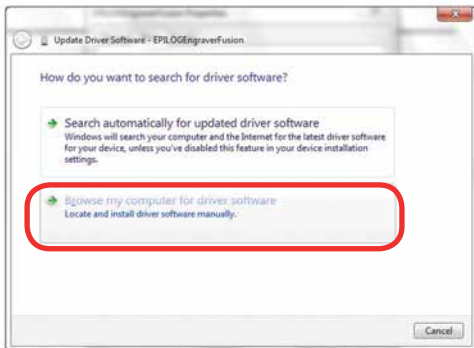 EPILOGEngraverFusion Properties
Update Driver Software - EPILOGEngraverFusion
How do you want to search for driver software?
Search automatically for updated driver software
Windows will search your computer and the Internet for the latest driver software
for your device, unless you've disabled this feature in your device installation
settings.
Browse my computer for driver software
Locate and install driver software manually.
Cancel